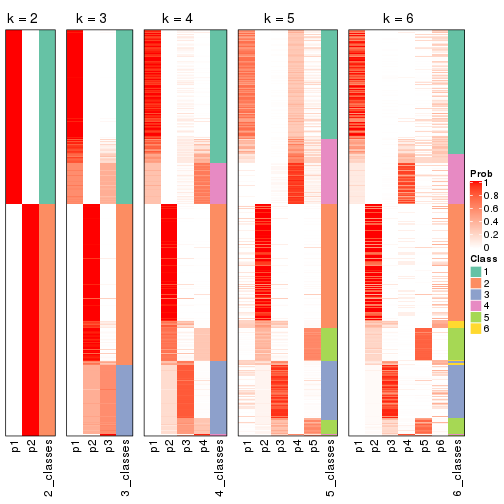 k = 2 k = 3 k = 4 k = 5 k = 6
Prob
1
0.8
0.6
0.4
0.2
0
Class
1
2
3
4
5
6
p1 p2 2_classes
p1 p2 p3 3_classes
p1 p2 p3 p4 4_classes
p1 p2 p3 p4 p5 5_classes
p1 p2 p3 p4 p5 p6 6_classes